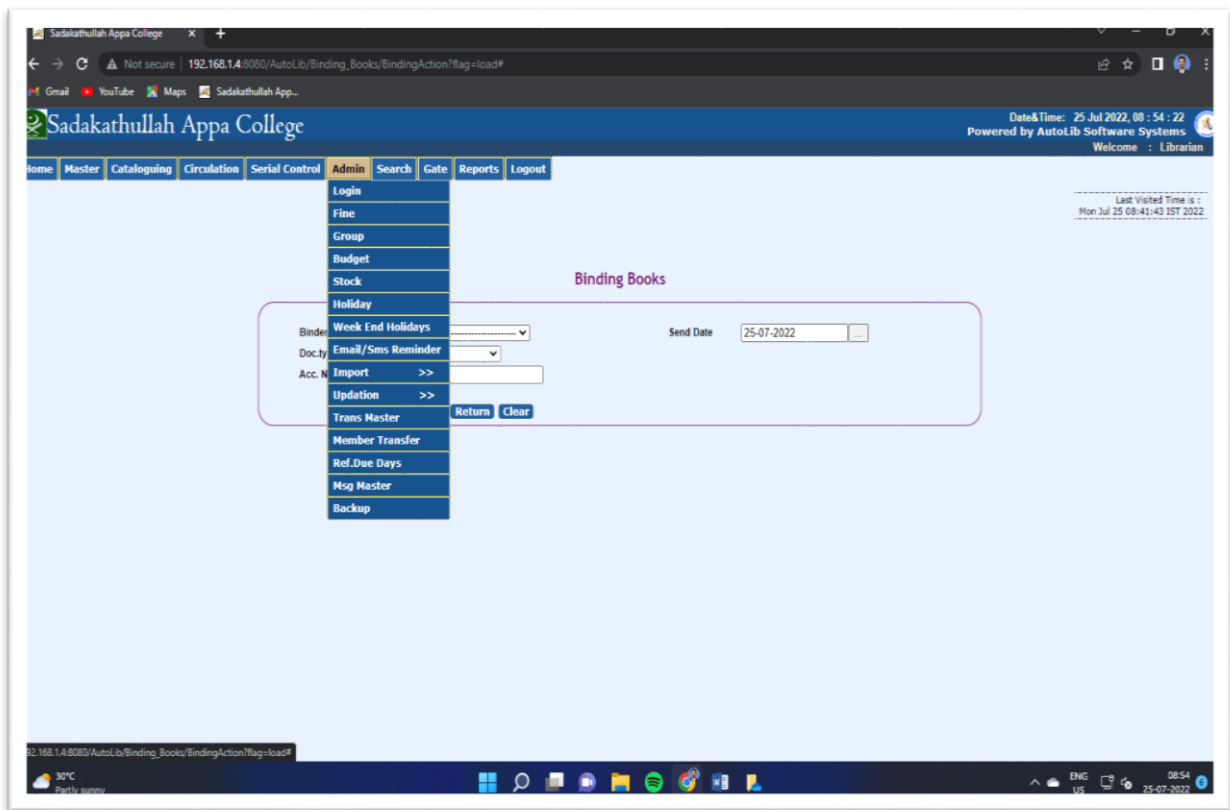 Sadakathullah Appa College
Not secure | 192.168.1.4:8080/AutoLib/Binding_Books/BindingAction?flag=load#
Gmail YouTube Maps Sadakathullah App...
Sadakathullah Appa College
Date&Time: 25 Jul 2022, 08 : 54 : 22
Powered by AutoLib Software Systems
Welcome : Librarian
Home Master Cataloguing Circulation Serial Control Admin Search Gate Reports Logout
Last Visited Time is :
Mon Jul 25 08:41:43 IST 2022
Login
Fine
Group
Budget
Stock
Holiday
Week End Holidays
Email/Sms Reminder
Import >>
Updation >>
Trans Master
Member Transfer
Ref.Due Days
Msg Master
Backup
Binding Books
Binder
Send Date 25-07-2022 ...
Doc.ty
Acc. N
Return Clear
92.168.1.4:8080/AutoLib/Binding_Books/BindingAction?flag=load#
30°C
Partly sunny
ENG
US
08:54
25-07-2022
6